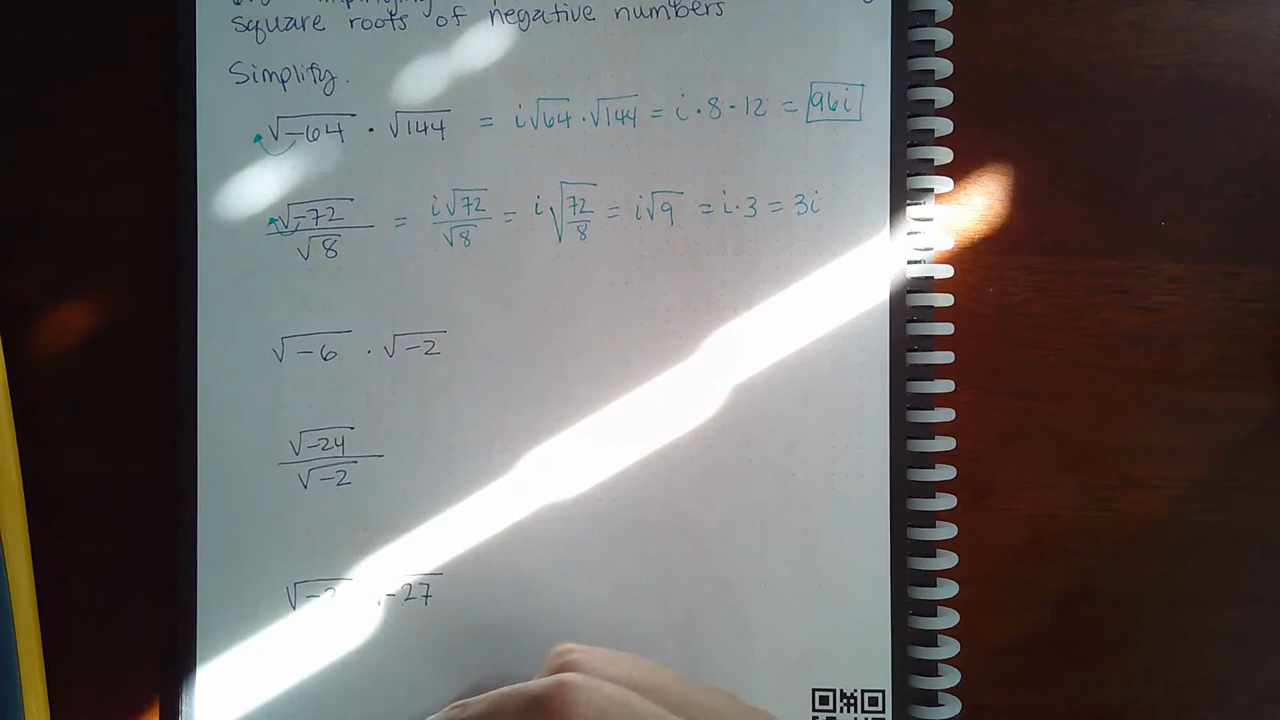 square roots of negative numbers
Simplify.
√-64 · √144 = i√64 · √144 = i · 8 · 12 = 96i
√-72 / √8 = i√72 / √8 = i√(72/8) = i√9 = i · 3 = 3i
√-6 · √-2
√-24 / √-2
-27